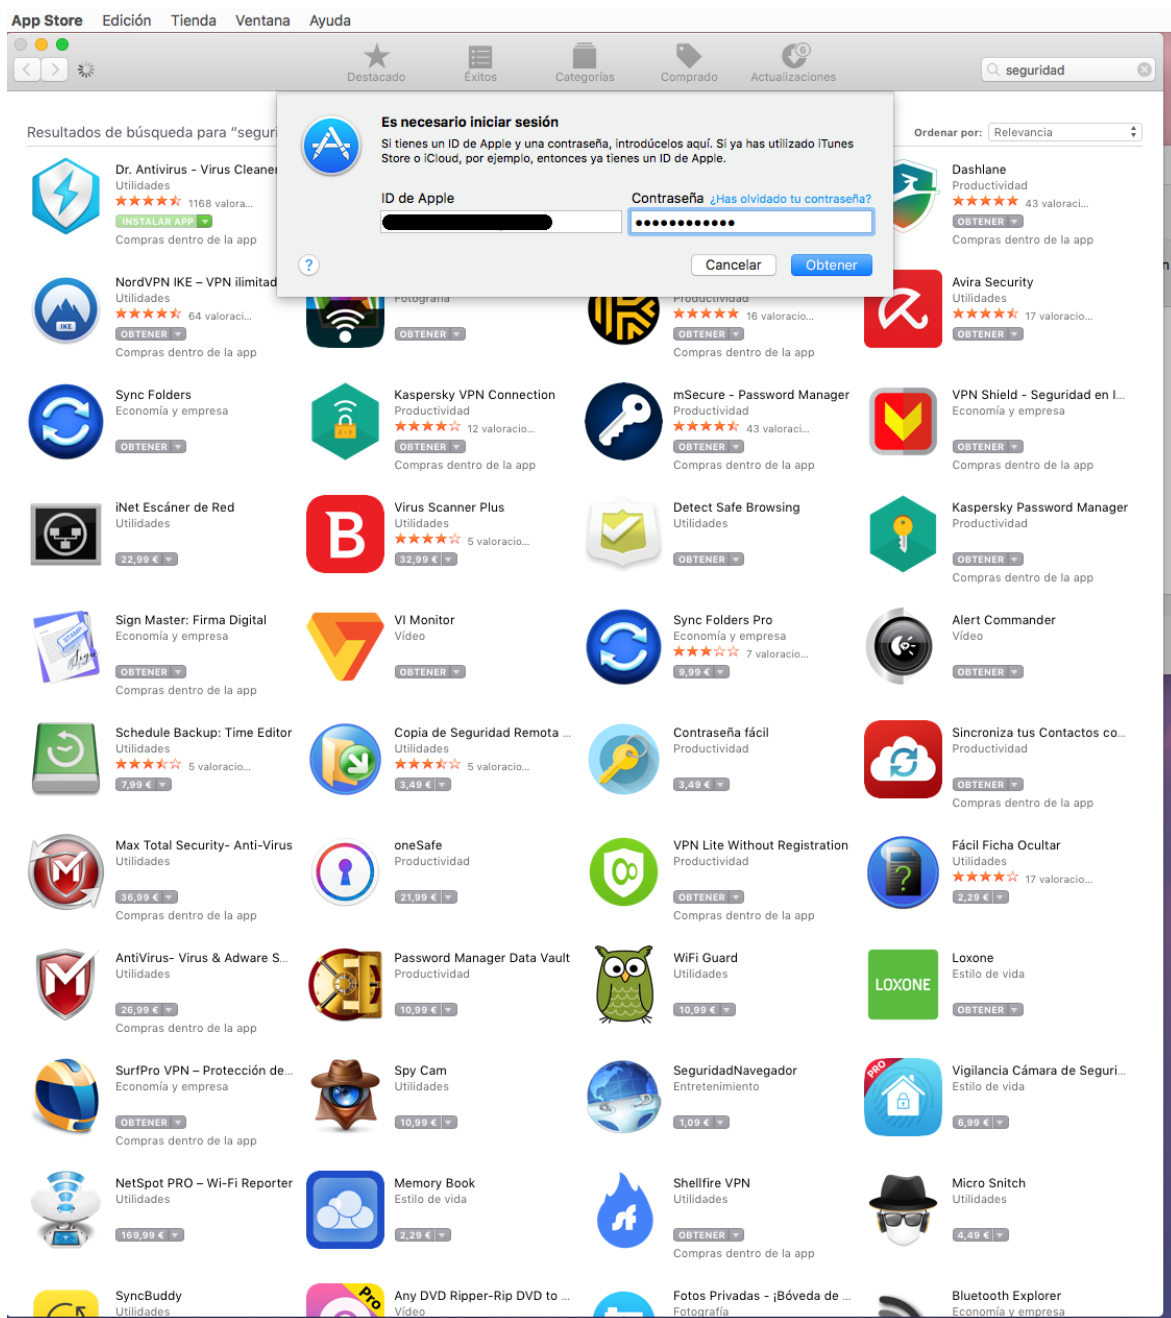 App Store Edición Tienda Ventana Ayuda
Destacado Éxitos Categorías Comprado 6 Actualizaciones
seguridad
Es necesario iniciar sesión
Si tienes un ID de Apple y una contraseña, introdúcelos aquí. Si ya has utilizado iTunes
Store o iCloud, por ejemplo, entonces ya tienes un ID de Apple.
ID de Apple
Contraseña ¿Has olvidado tu contraseña?
? Cancelar Obtener
Resultados de búsqueda para “seguri
Ordenar por: Relevancia
Dr. Antivirus - Virus Cleaner
Utilidades
1168 valora...
INSTALAR APP
Compras dentro de la app
Dashlane
Productividad
43 valoraci...
OBTENER
Compras dentro de la app
NordVPN IKE – VPN ilimitad
Utilidades
64 valoraci...
OBTENER
Compras dentro de la app
IKE
Fotografía
OBTENER
Productividad
16 valoracio...
OBTENER
Compras dentro de la app
Avira Security
Utilidades
17 valoracio...
OBTENER
Sync Folders
Economía y empresa
OBTENER
Kaspersky VPN Connection
Productividad
12 valoracio...
OBTENER
Compras dentro de la app
mSecure - Password Manager
Productividad
43 valoraci...
OBTENER
Compras dentro de la app
VPN Shield - Seguridad en I...
Economía y empresa
OBTENER
Compras dentro de la app
iNet Escáner de Red
Utilidades
22,99 €
B
Virus Scanner Plus
Utilidades
5 valoracio...
32,99 €
Detect Safe Browsing
Utilidades
OBTENER
Kaspersky Password Manager
Productividad
OBTENER
Compras dentro de la app
STAMP
Sign Master: Firma Digital
Economía y empresa
OBTENER
Compras dentro de la app
VI Monitor
Vídeo
OBTENER
Sync Folders Pro
Economía y empresa
7 valoracio...
9,99 €
Alert Commander
Vídeo
OBTENER
Schedule Backup: Time Editor
Utilidades
5 valoracio...
7,99 €
Copia de Seguridad Remota ...
Utilidades
5 valoracio...
3,49 €
Contraseña fácil
Productividad
3,49 €
Sincroniza tus Contactos co...
Productividad
OBTENER
Compras dentro de la app
M
Max Total Security- Anti-Virus
Utilidades
36,99 €
Compras dentro de la app
oneSafe
Productividad
21,99 €
VPN Lite Without Registration
Productividad
OBTENER
Compras dentro de la app
?
Fácil Ficha Ocultar
Utilidades
17 valoracio...
2,29 €
M
AntiVirus- Virus & Adware S...
Utilidades
26,99 €
Compras dentro de la app
Password Manager Data Vault
Productividad
10,99 €
WiFi Guard
Utilidades
10,99 €
LOXONE
Loxone
Estilo de vida
OBTENER
SurfPro VPN – Protección de...
Economía y empresa
OBTENER
Compras dentro de la app
Spy Cam
Utilidades
10,99 €
SeguridadNavegador
Entretenimiento
1,09 €
PRO
Vigilancia Cámara de Seguri...
Estilo de vida
6,99 €
NetSpot PRO – Wi-Fi Reporter
Utilidades
169,99 €
Memory Book
Estilo de vida
2,29 €
sf
Shellfire VPN
Utilidades
OBTENER
Compras dentro de la app
Micro Snitch
Utilidades
4,49 €
SyncBuddy
Utilidades
Pro
Any DVD Ripper-Rip DVD to ...
Vídeo
Fotos Privadas - ¡Bóveda de ...
Fotografía
Bluetooth Explorer
Economía y empresa